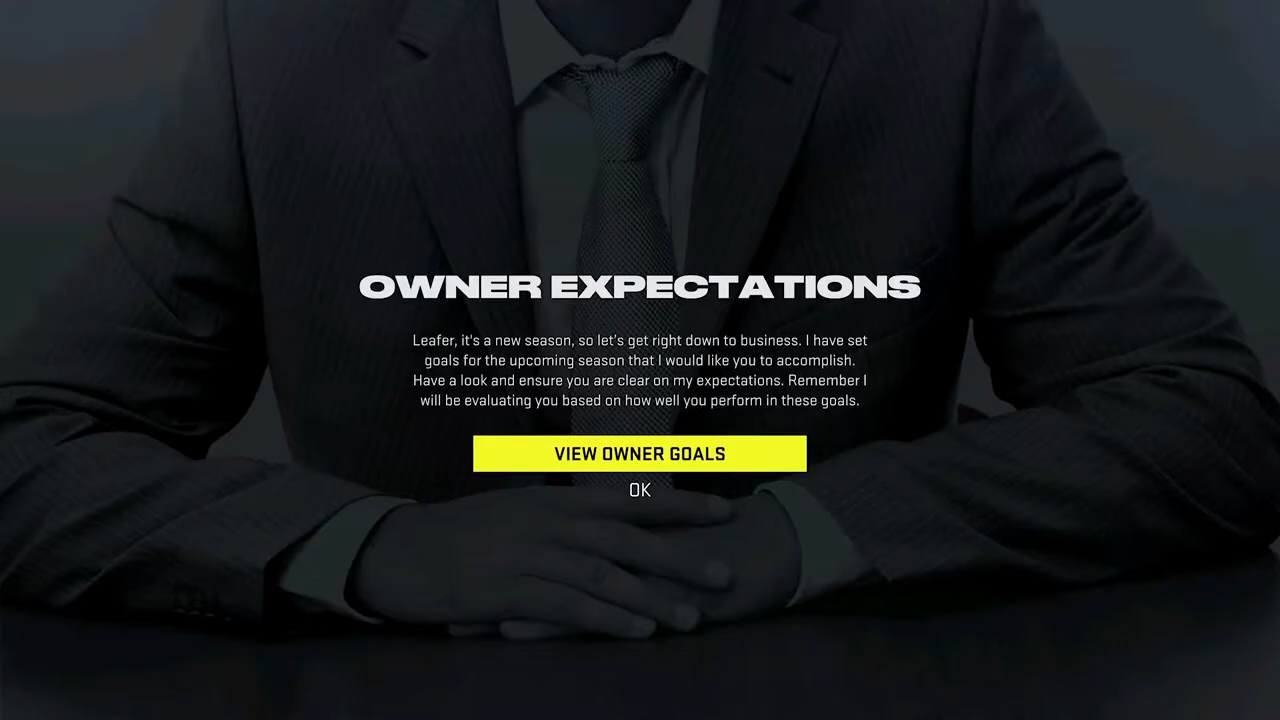 OWNER EXPECTATIONS
Leafer, it's a new season, so let's get right down to business. I have set
goals for the upcoming season that I would like you to accomplish.
Have a look and ensure you are clear on my expectations. Remember I
will be evaluating you based on how well you perform in these goals.
VIEW OWNER GOALS
OK